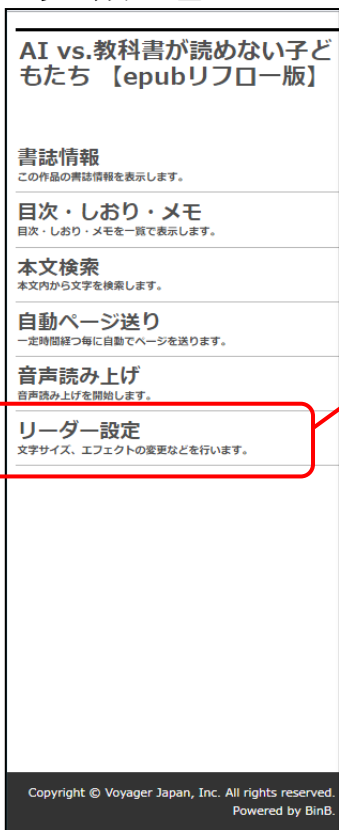 AI vs.教科書が読めない子ど
もたち 【epubリフロー版】
書誌情報
この作品の書誌情報を表示します。
目次・しおり・メモ
目次・しおり・メモを一覧で表示します。
本文検索
本文内から文字を検索します。
自動ページ送り
一定時間経つ毎に自動でページを送ります。
音声読み上げ
音声読み上げを開始します。
リーダー設定
文字サイズ、エフェクトの変更などを行います。
Copyright © Voyager Japan, Inc. All rights reserved.
Powered by BinB.